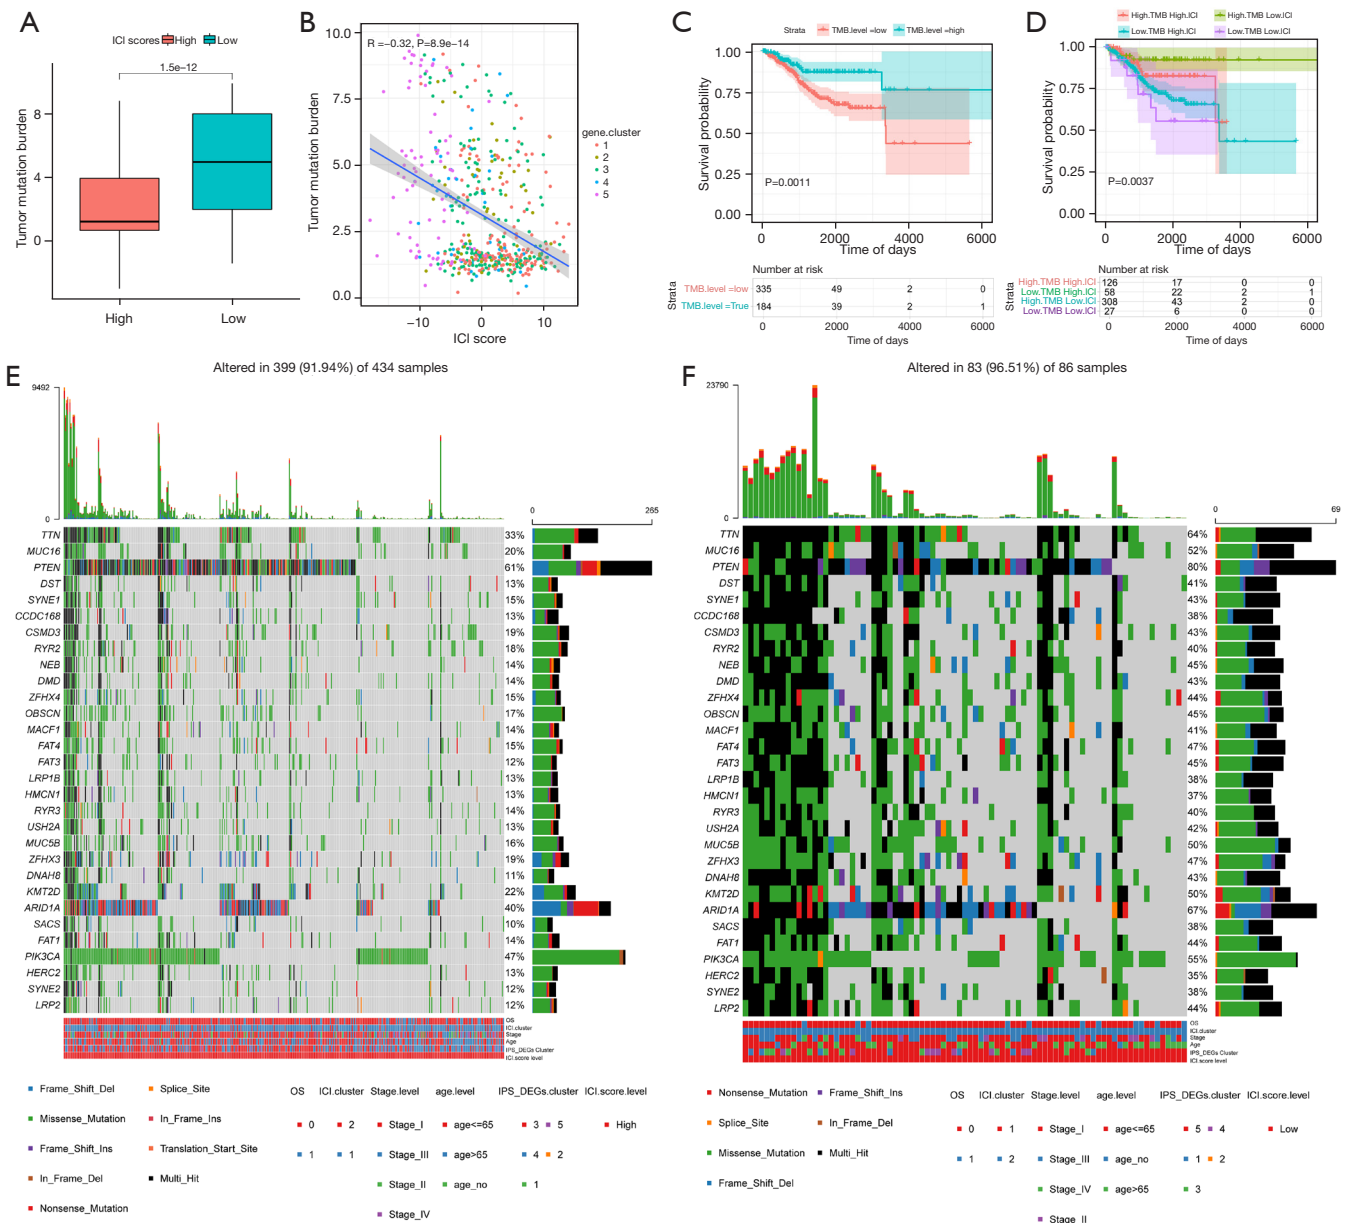 A
ICI scores High Low
1.5e−12
Tumor mutation burden
8
4
0
High Low
B
R =−0.32, P=8.9e−14
Tumor mutation burden
10.0
7.5
5.0
2.5
0.0
−10 0 10
ICI score
gene.cluster
1
2
3
4
5
C
Strata TMB.level =low TMB.level =high
Survival probability
1.00
0.75
0.50
0.25
0.00
P=0.0011
0 2000 4000 6000
Time of days
Number at risk
Strata
TMB.level =low 335 49 2 0
TMB.level =True 184 39 2 1
0 2000 4000 6000
Time of days
D
High.TMB High.ICI High.TMB Low.ICI
Low.TMB High.ICI Low.TMB Low.ICI
Survival probability
1.00
0.75
0.50
0.25
0.00
P=0.0037
0 2000 4000 6000
Time of days
Number at risk
Strata
High.TMB High.ICI 126 17 0 0
Low.TMB High.ICI 58 22 2 1
High.TMB Low.ICI 308 43 2 0
Low.TMB Low.ICI 27 6 0 0
0 2000 4000 6000
Time of days
E
Altered in 399 (91.94%) of 434 samples
9492
0
0 265
TTN 33%
MUC16 20%
PTEN 61%
DST 13%
SYNE1 15%
CCDC168 13%
CSMD3 19%
RYR2 18%
NEB 14%
DMD 14%
ZFHX4 15%
OBSCN 17%
MACF1 14%
FAT4 15%
FAT3 12%
LRP1B 13%
HMCN1 13%
RYR3 14%
USH2A 13%
MUC5B 16%
ZFHX3 19%
DNAH8 11%
KMT2D 22%
ARID1A 40%
SACS 10%
FAT1 14%
PIK3CA 47%
HERC2 13%
SYNE2 12%
LRP2 12%
OS
ICI.cluster
Stage
Age
IPS_DEGs Cluster
ICI.score level
Frame_Shift_Del Splice_Site
Missense_Mutation In_Frame_Ins
Frame_Shift_Ins Translation_Start_Site
In_Frame_Del Multi_Hit
Nonsense_Mutation
OS ICI.cluster Stage.level age.level IPS_DEGs.cluster ICI.score.level
0 2 Stage_I age<=65 3 5 High
1 1 Stage_III age>65 4 2
Stage_II age_no 1
Stage_IV
F
Altered in 83 (96.51%) of 86 samples
23790
0
0 69
TTN 64%
MUC16 52%
PTEN 80%
DST 41%
SYNE1 43%
CCDC168 38%
CSMD3 43%
RYR2 40%
NEB 45%
DMD 43%
ZFHX4 44%
OBSCN 45%
MACF1 41%
FAT4 47%
FAT3 45%
LRP1B 38%
HMCN1 37%
RYR3 40%
USH2A 42%
MUC5B 50%
ZFHX3 47%
DNAH8 43%
KMT2D 50%
ARID1A 67%
SACS 38%
FAT1 44%
PIK3CA 55%
HERC2 35%
SYNE2 38%
LRP2 44%
OS
ICI.cluster
Stage
Age
IPS_DEGs Cluster
ICI.score level
Nonsense_Mutation Frame_Shift_Ins
Splice_Site In_Frame_Del
Missense_Mutation Multi_Hit
Frame_Shift_Del
OS ICI.cluster Stage.level age.level IPS_DEGs.cluster ICI.score.level
0 1 Stage_I age<=65 5 4 Low
1 2 Stage_III age_no 1 2
Stage_IV age>65 3
Stage_II